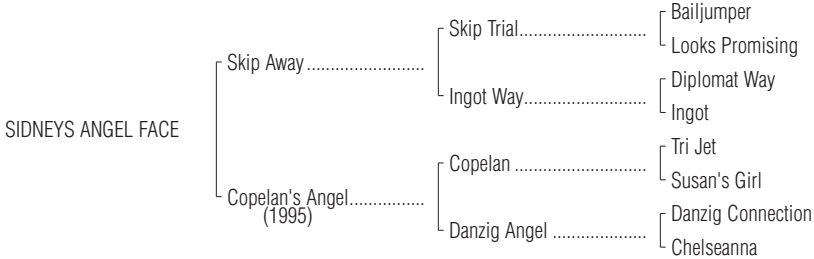 Bailjumper
Skip Trial..............................
Looks Promising
Skip Away ...........................
Diplomat Way
Ingot Way..............................
Ingot
SIDNEYS ANGEL FACE
Tri Jet
Copelan ................................
Susan's Girl
Copelan's Angel.................
(1995)
Danzig Connection
Danzig Angel .......................
Chelseanna